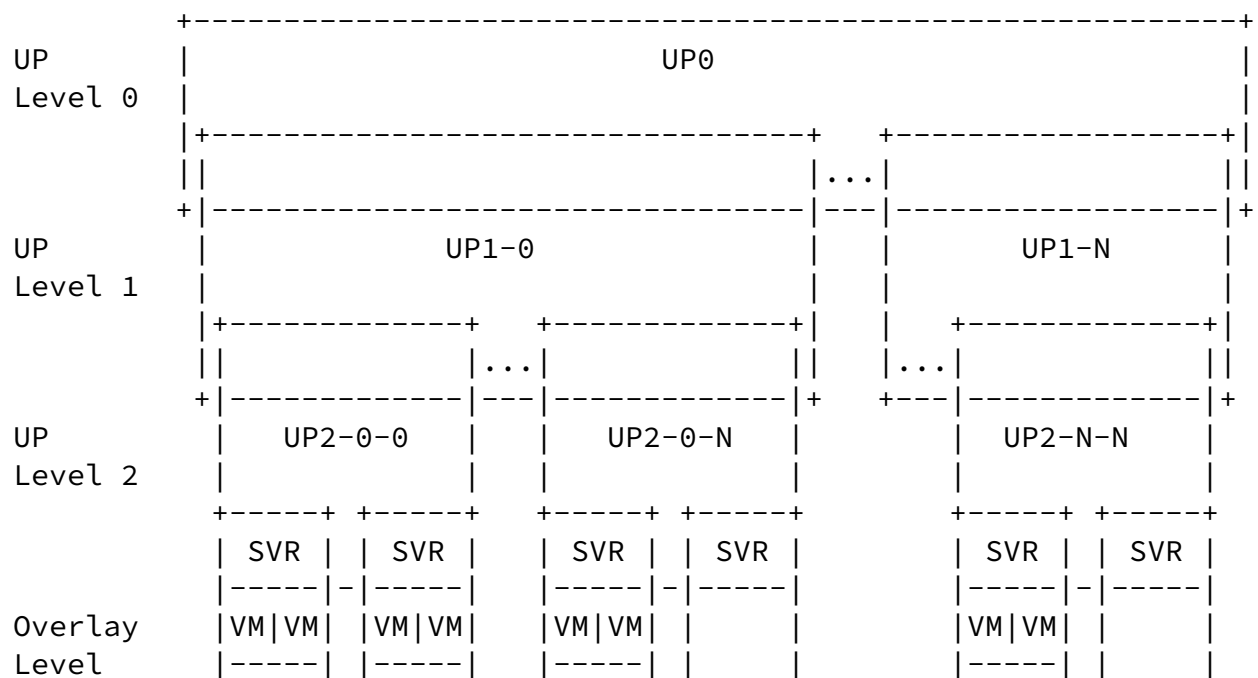 +----------------------------------------------------------+
UP             |                          UP0                             |
Level 0        |                                                          |
               |+---------------------------------+   +------------------+|
               ||                                 |...|                  ||
               +|---------------------------------|---|------------------|+
UP              |             UP1-0               |   |       UP1-N      |
Level 1         |                                 |   |                  |
                |+-------------+   +-------------+|   |   +-------------+|
                ||             |...|             ||   |...|             ||
                +|-------------|---|-------------|+   +---|-------------|+
UP               |   UP2-0-0   |   |   UP2-0-N   |        |   UP2-N-N   |
Level 2          |             |   |             |        |             |
                 +-----+ +-----+   +-----+ +-----+        +-----+ +-----+
                 | SVR | | SVR |   | SVR | | SVR |        | SVR | | SVR |
                 |-----|-|-----|   |-----|-|-----|        |-----|-|-----|
Overlay          |VM|VM| |VM|VM|   |VM|VM| |     |        |VM|VM| |     |
Level            |-----| |-----|   |-----| |     |        |-----| |     |